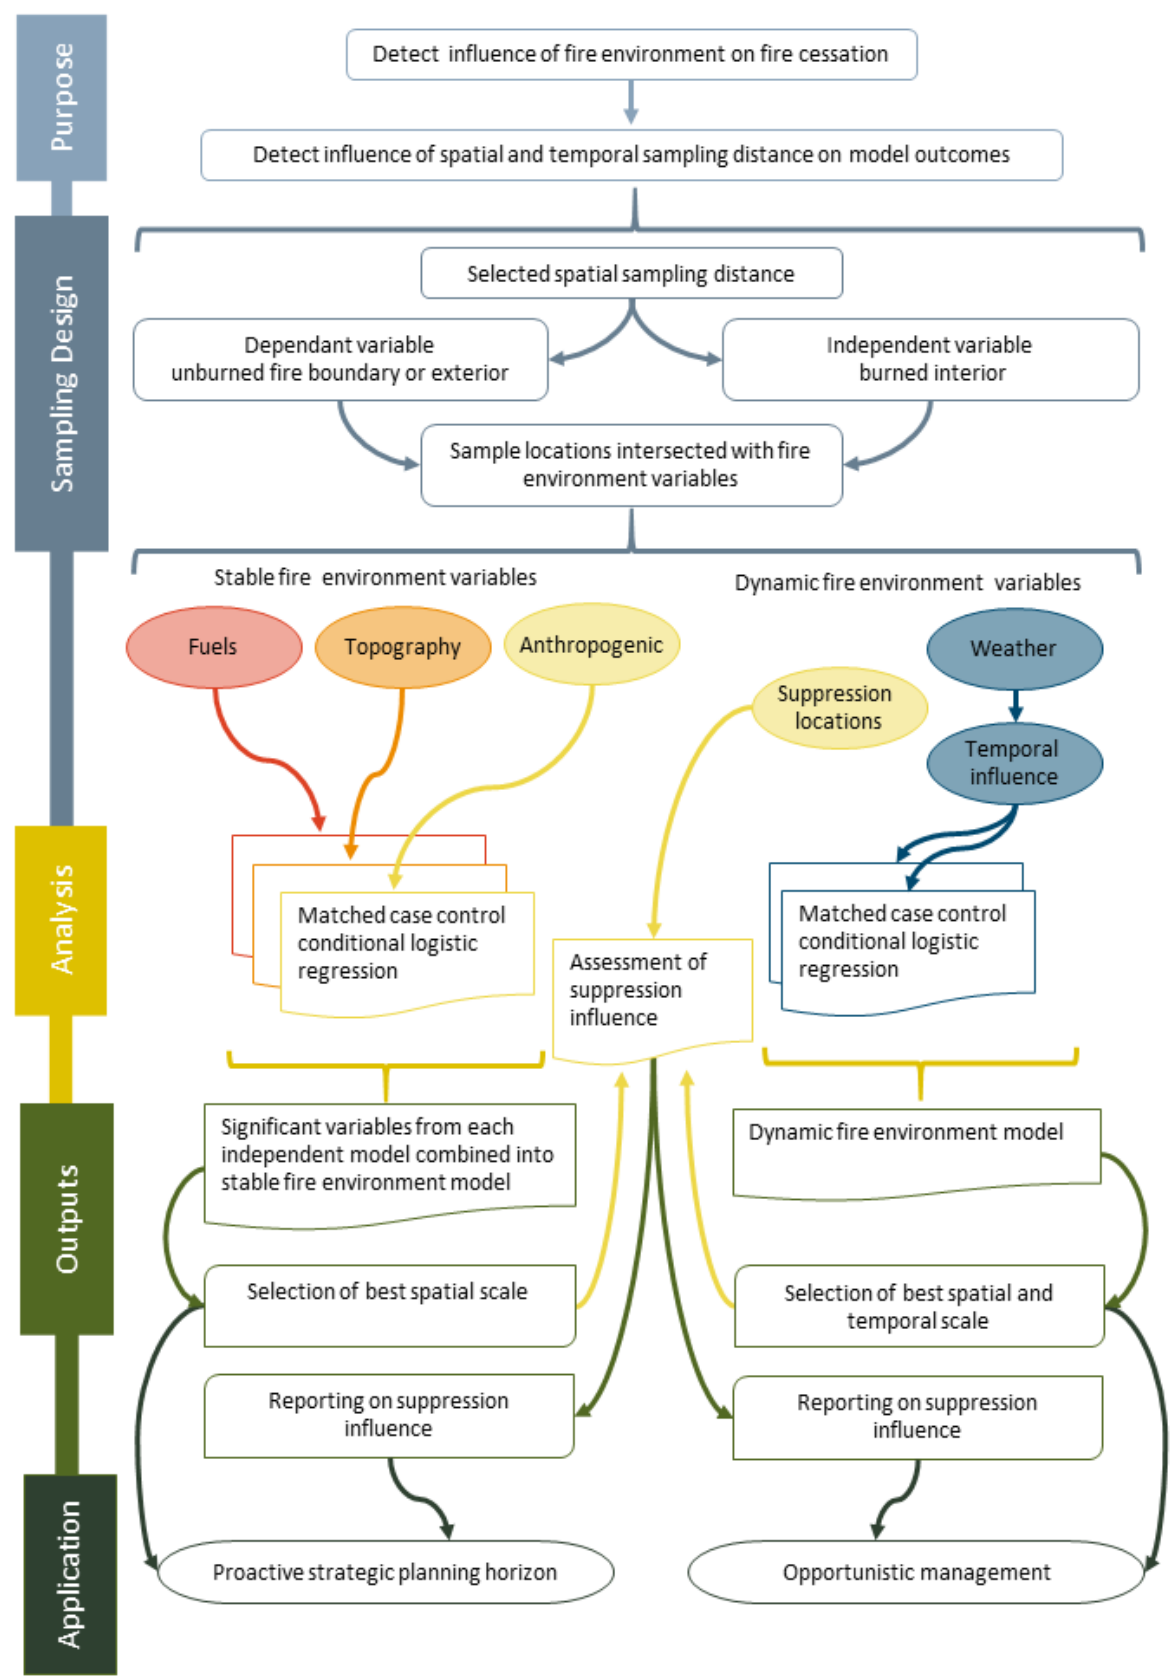 Purpose
Detect influence of fire environment on fire cessation
Detect influence of spatial and temporal sampling distance on model outcomes
Sampling Design
Selected spatial sampling distance
Dependant variable
unburned fire boundary or exterior
Independent variable
burned interior
Sample locations intersected with fire
environment variables
Stable fire environment variables
Dynamic fire environment variables
Fuels
Topography
Anthropogenic
Suppression
locations
Weather
Temporal
influence
Analysis
Matched case control
conditional logistic
regression
Assessment of
suppression
influence
Matched case control
conditional logistic
regression
Outputs
Significant variables from each
independent model combined into
stable fire environment model
Dynamic fire environment model
Selection of best spatial scale
Selection of best spatial and
temporal scale
Reporting on suppression
influence
Reporting on suppression
influence
Application
Proactive strategic planning horizon
Opportunistic management